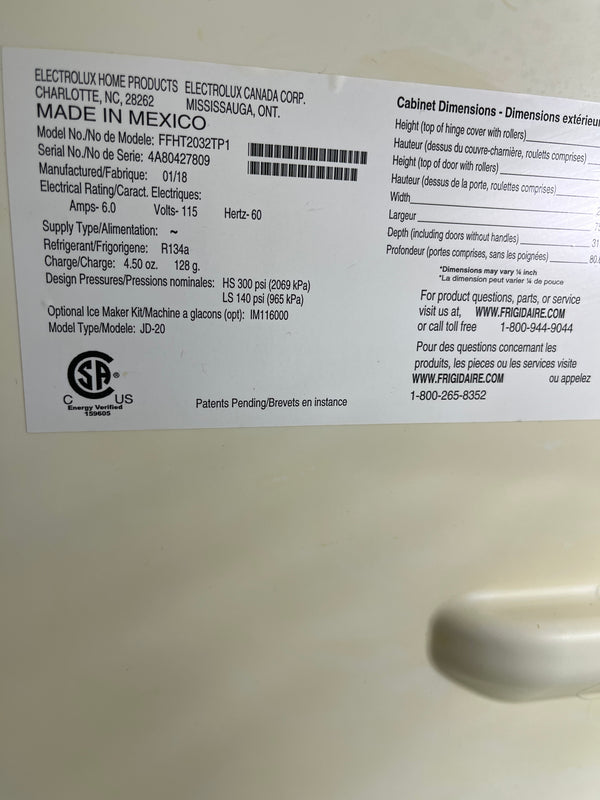 ELECTROLUX HOME PRODUCTS ELECTROLUX CANADA CORP.
CHARLOTTE, NC, 28262 MISSISSAUGA, ONT.
MADE IN MEXICO
Model No./No de Modele: FFHT2032TP1
Serial No./No de Serie: 4A80427809
Manufactured/Fabrique: 01/18
Electrical Rating/Caract. Electriques:
Amps- 6.0 Volts- 115 Hertz- 60
Supply Type/Alimentation: ~
Refrigerant/Frigorigene: R134a
Charge/Charge: 4.50 oz. 128 g.
Design Pressures/Pressions nominales: HS 300 psi (2069 kPa)
LS 140 psi (965 kPa)
Optional Ice Maker Kit/Machine a glacons (opt): IM116000
Model Type/Modele: JD-20
CSA ®
C US
Energy Verified
159605
Patents Pending/Brevets en instance
Cabinet Dimensions - Dimensions extérieur
Height (top of hinge cover with rollers)
Hauteur (dessus du couvre-charnière, roulettes comprises)
Height (top of door with rollers)
Hauteur (dessus de la porte, roulettes comprises)
Width
Largeur
Depth (including doors without handles) 31
Profondeur (portes comprises, sans les poignées) 80.
*Dimensions may vary ¼ inch
*La dimension peut varier ¼ de pouce
For product questions, parts, or service
visit us at, WWW.FRIGIDAIRE.COM
or call toll free 1-800-944-9044
Pour des questions concernant les
produits, les pieces ou les services visite
WWW.FRIGIDAIRE.COM ou appelez
1-800-265-8352